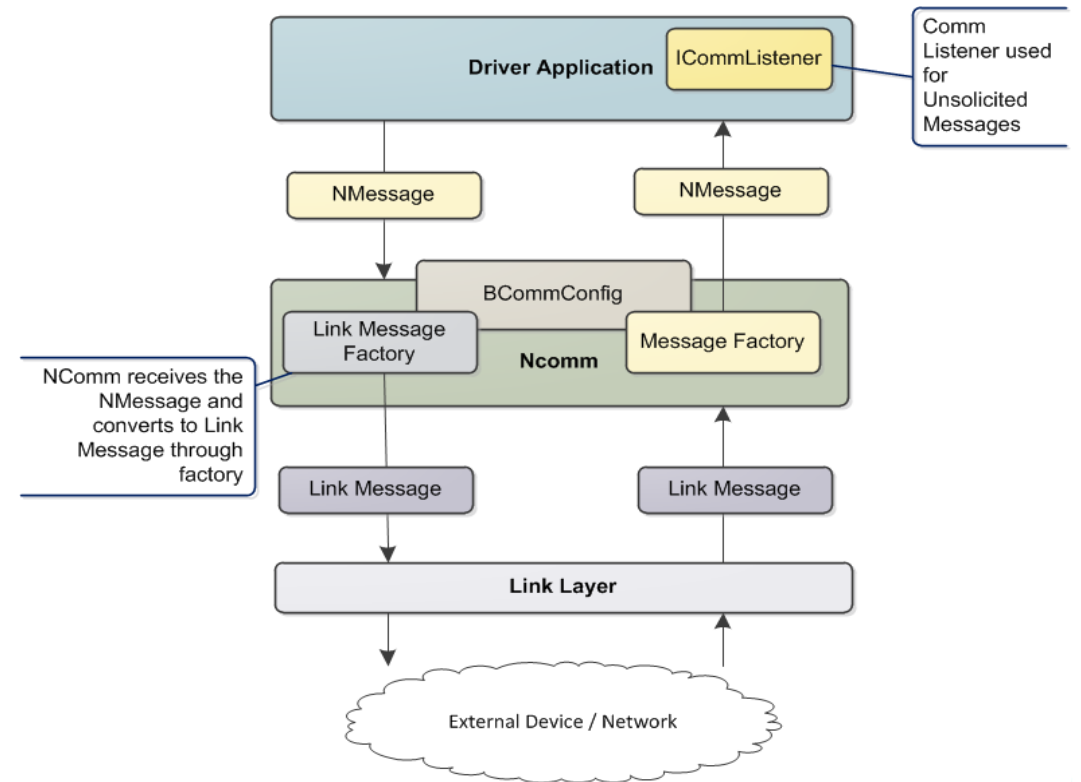 Driver Application
ICommListener
Comm
Listener used
for
Unsolicited
Messages
NMessage
NMessage
BCommConfig
Link Message
Factory
Ncomm
Message Factory
NComm receives the
NMessage and
converts to Link
Message through
factory
Link Message
Link Message
Link Layer
External Device / Network